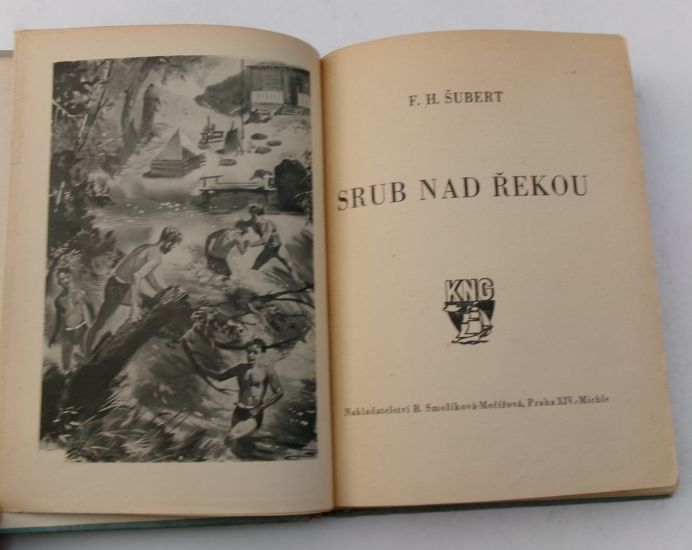 F. H. ŠUBERT
SRUB NAD ŘEKOU
KNG
Nakladatelství B. Smolíková-Mečířová, Praha XIV.-Michle